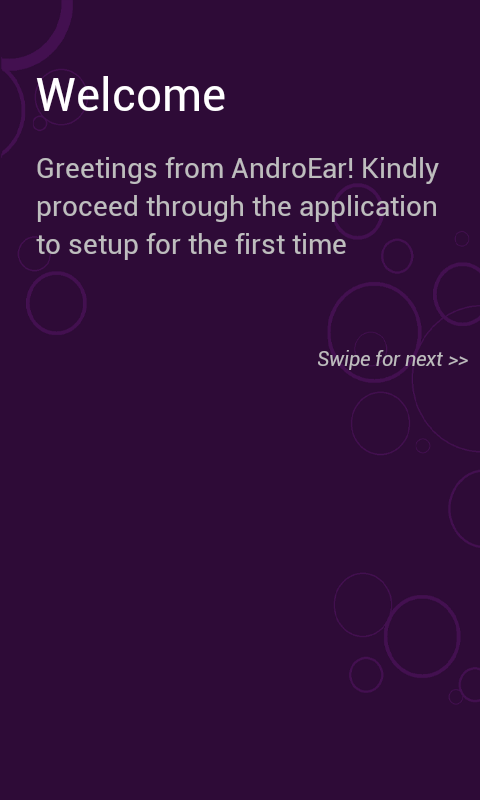 Welcome
Greetings from AndroEar! Kindly
proceed through the application
to setup for the first time
Swipe for next >>